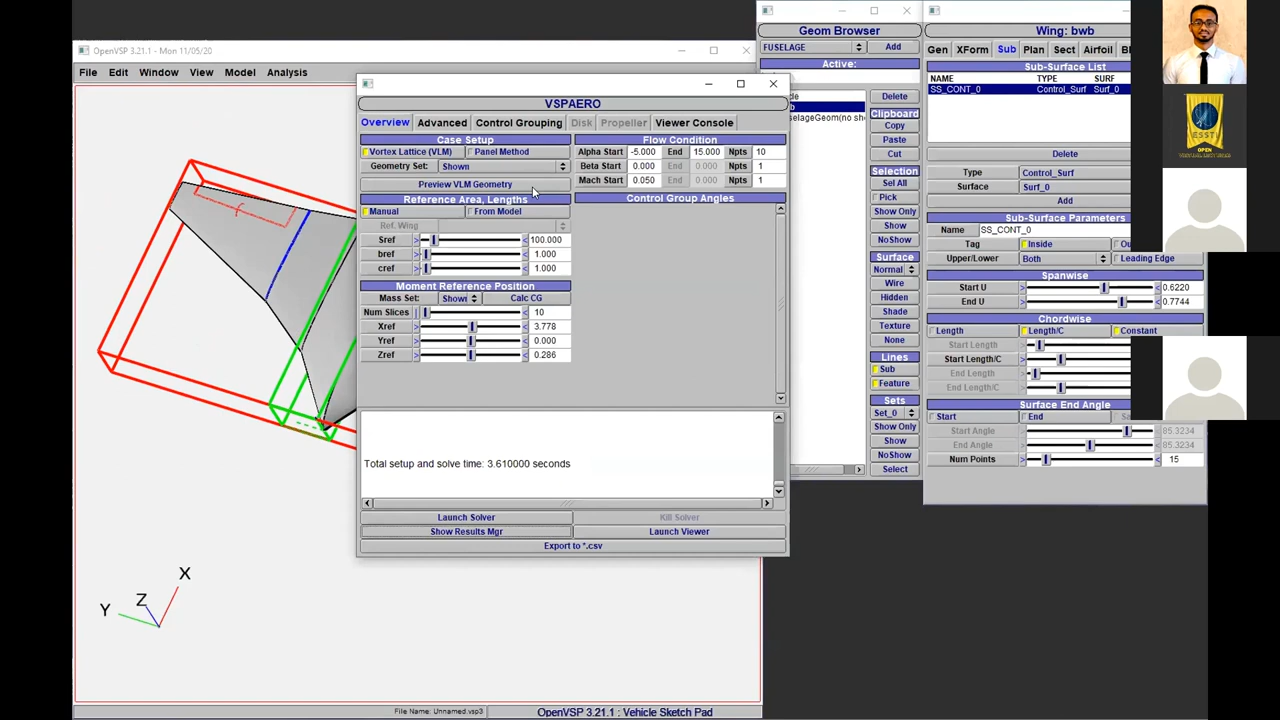 OpenVSP 3.21.1 - Mon 11/05/20
File Edit Window View Model Analysis
VSPAERO
Overview Advanced Control Grouping Disk Propeller Viewer Console
Case Setup
Vortex Lattice (VLM) Panel Method
Geometry Set: Shown
Preview VLM Geometry
Reference Area, Lengths
Manual From Model
Ref. Wing
Sref > < 100.000
bref > < 1.000
cref > < 1.000
Moment Reference Position
Mass Set: Shown Calc CG
Num Slices 10
Xref > < 3.778
Yref > < 0.000
Zref > < 0.286
Flow Condition
Alpha Start -5.000 End 15.000 Npts 10
Beta Start 0.000 End 0.000 Npts 1
Mach Start 0.050 End 0.000 Npts 1
Control Group Angles
Total setup and solve time: 3.610000 seconds
Launch Solver Kill Solver
Show Results Mgr Launch Viewer
Export to *.csv
X
Y Z
File Name: Unnamed.vsp3 OpenVSP 3.21.1 : Vehicle Sketch Pad
Geom Browser
FUSELAGE Add
Active:
selageGeom(no sh
Delete
Clipboard
Copy
Paste
Cut
Selection
Sel All
Pick
Show Only
Show
NoShow
Surface
Normal
Wire
Hidden
Shade
Texture
None
Lines
Sub
Feature
Sets
Set_0
Show Only
Show
NoShow
Select
Wing: bwb
Gen XForm Sub Plan Sect Airfoil Bl
Sub-Surface List
NAME TYPE SURF
SS_CONT_0 Control_Surf Surf_0
Delete
Type Control_Surf
Surface Surf_0
Add
Sub-Surface Parameters
Name SS_CONT_0
Tag Inside Ou
Upper/Lower Both Leading Edge
Spanwise
Start U > < 0.6220
End U > < 0.7744
Chordwise
Length Length/C Constant
Start Length >
Start Length/C >
End Length >
End Length/C >
Surface End Angle
Start End Sa
Start Angle > < 85.3234
End Angle > < 85.3234
Num Points > < 15
ESSTI
OPEN